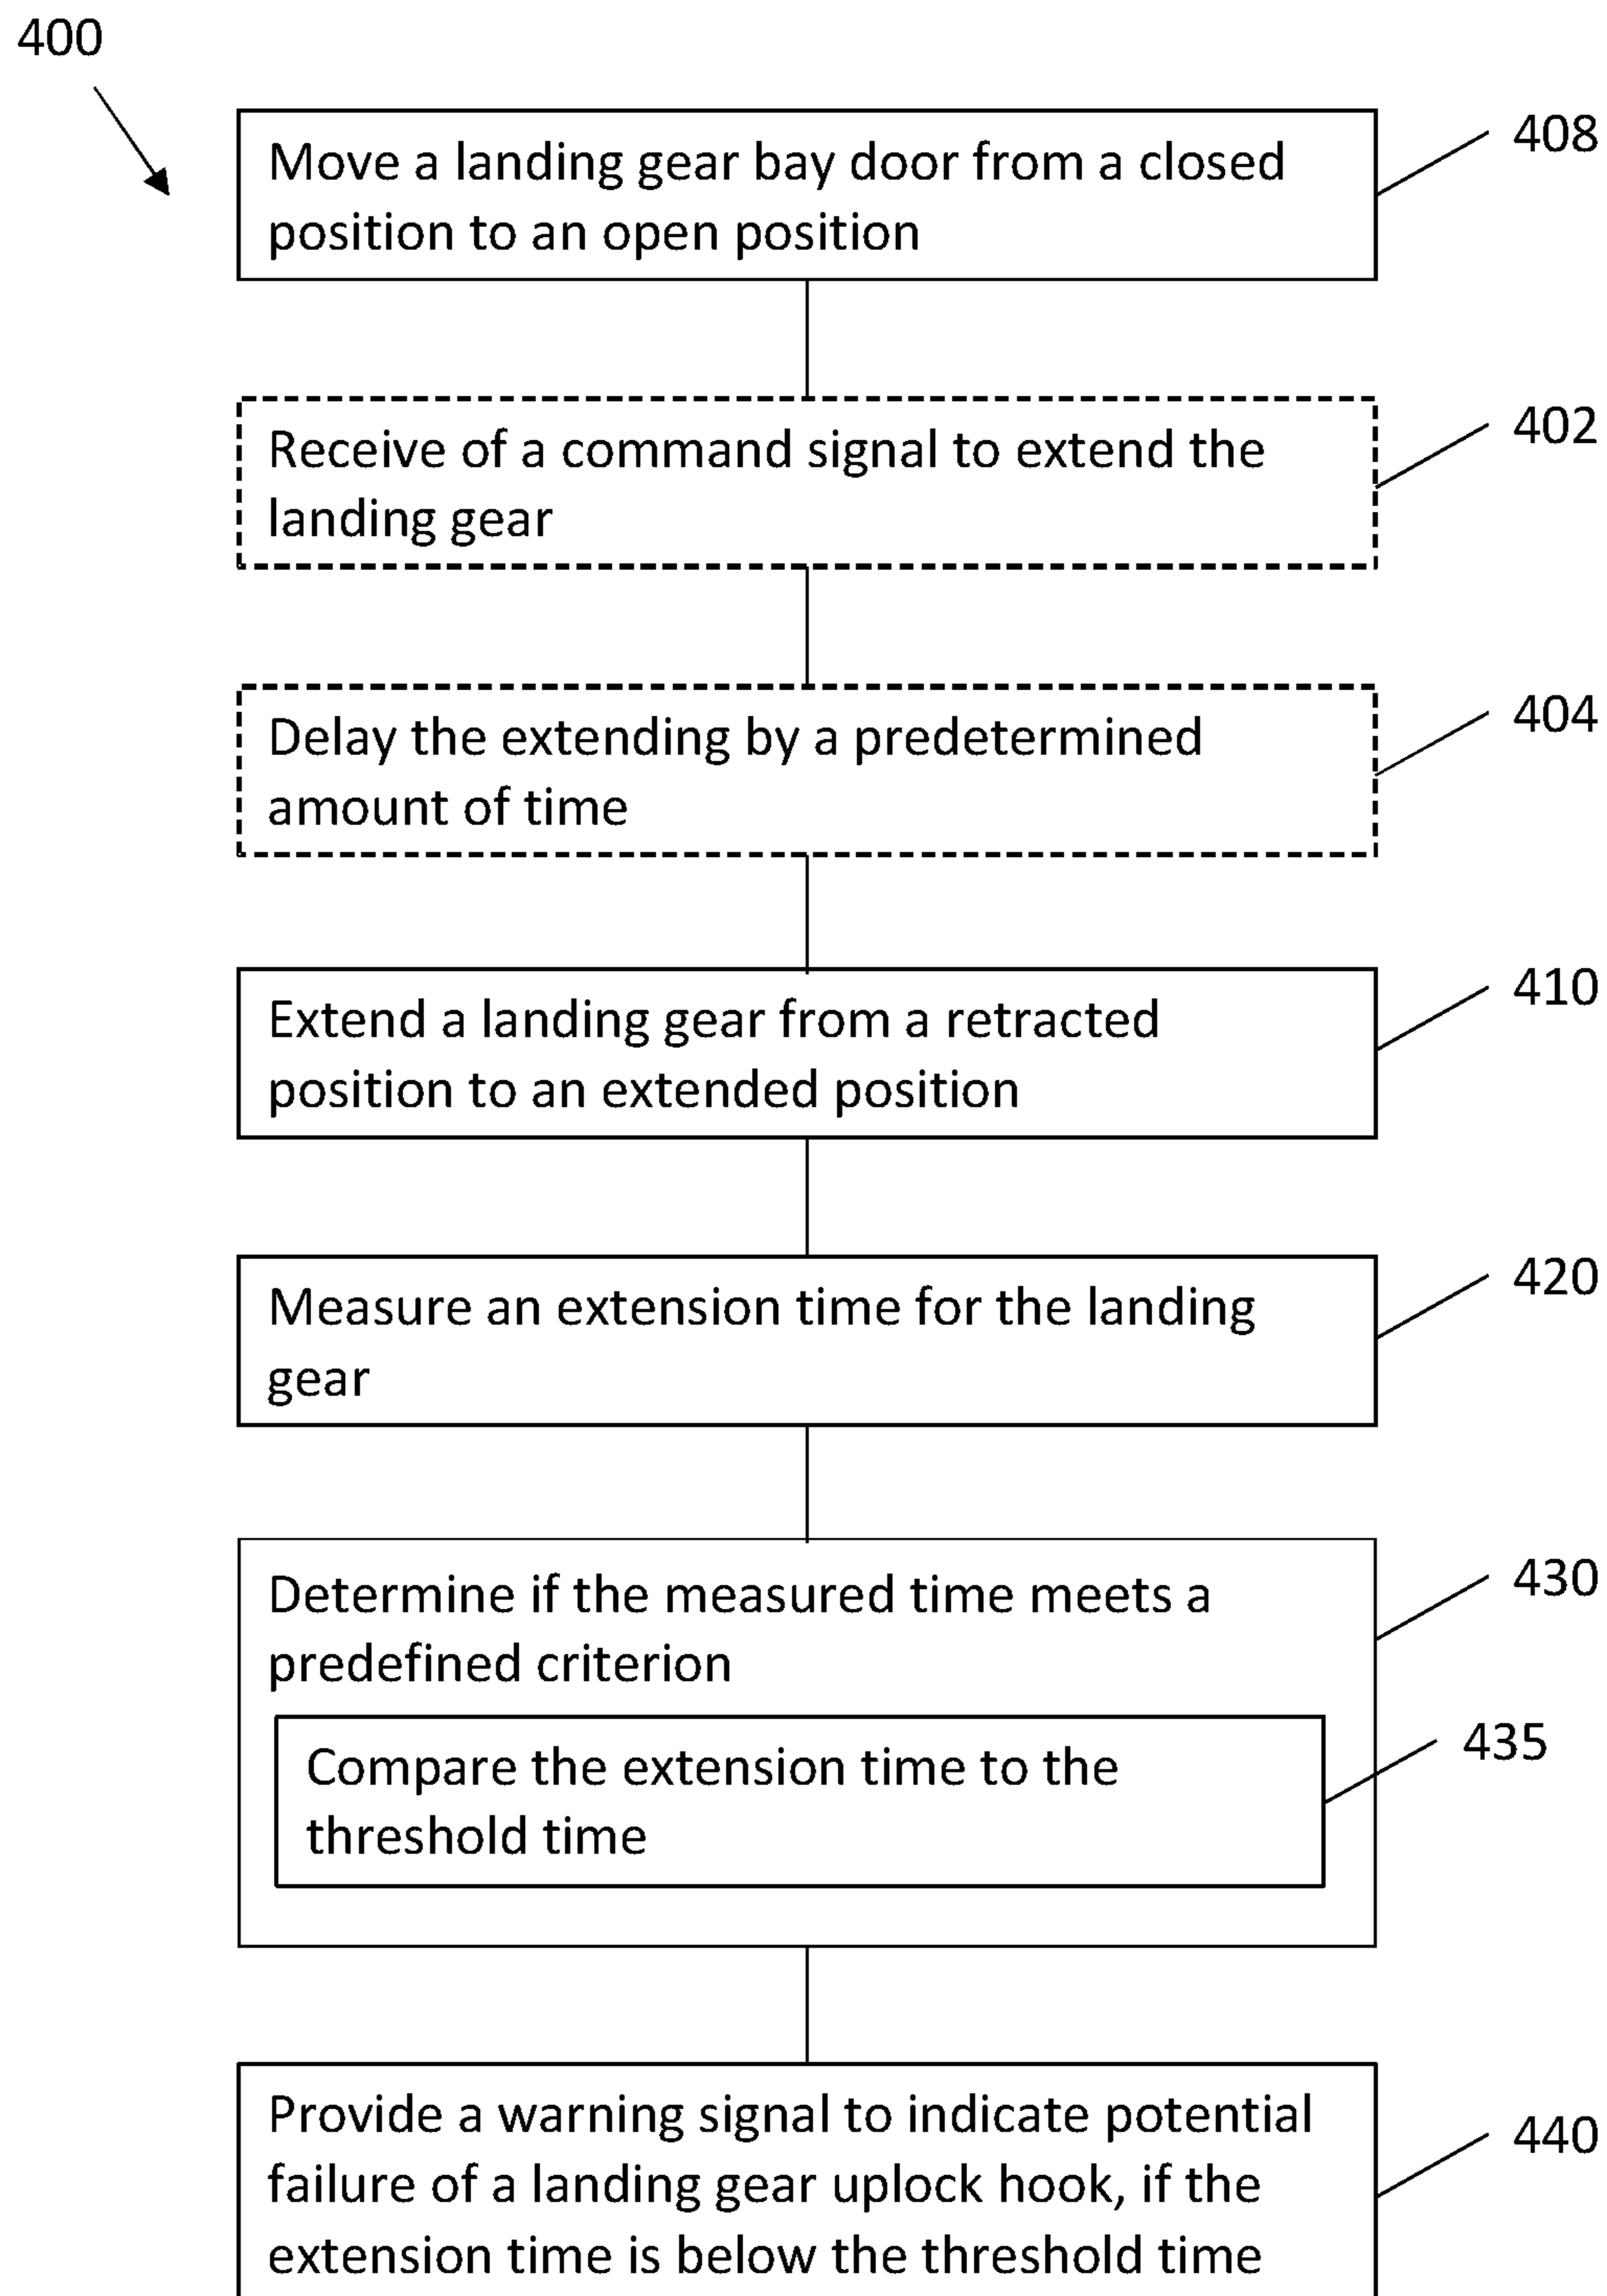 400
Move a landing gear bay door from a closed
position to an open position
408
Receive of a command signal to extend the
landing gear
402
Delay the extending by a predetermined
amount of time
404
Extend a landing gear from a retracted
position to an extended position
410
Measure an extension time for the landing
gear
420
Determine if the measured time meets a
predefined criterion
430
Compare the extension time to the
threshold time
435
Provide a warning signal to indicate potential
failure of a landing gear uplock hook, if the
extension time is below the threshold time
440